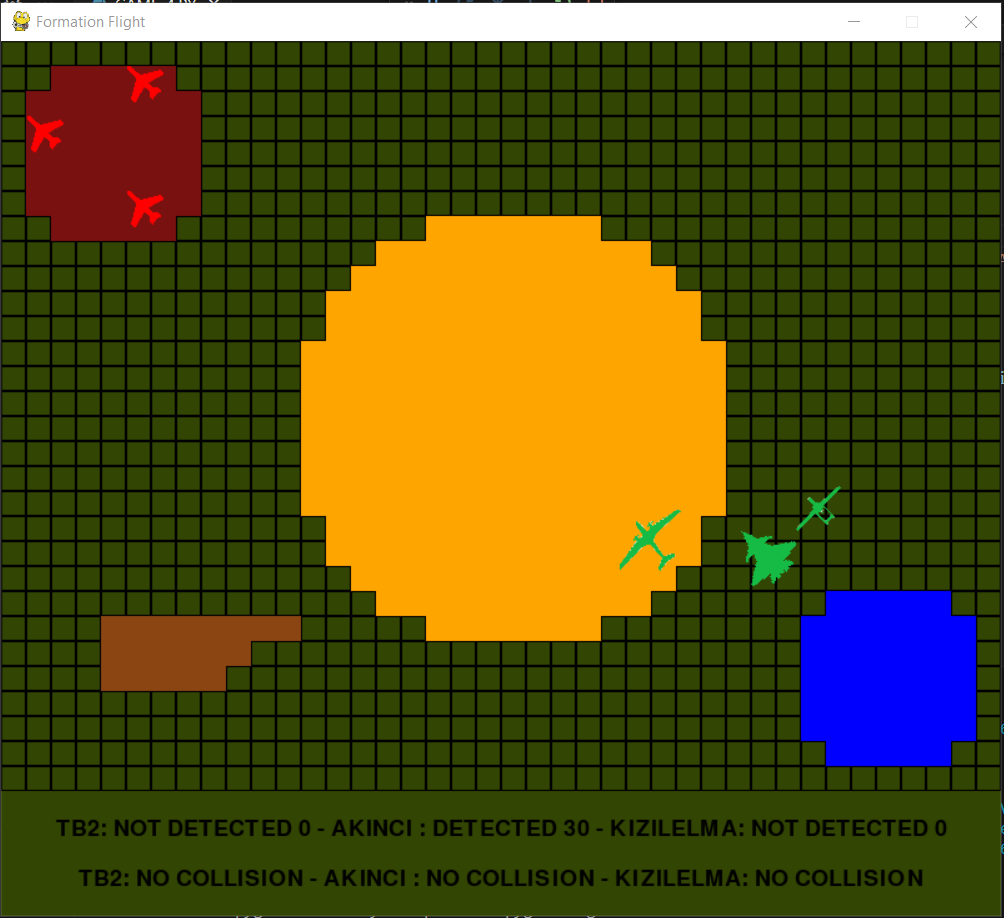 Formation Flight
TB2: NOT DETECTED 0 - AKINCI : DETECTED 30 - KIZILELMA: NOT DETECTED 0
TB2: NO COLLISION - AKINCI : NO COLLISION - KIZILELMA: NO COLLISION